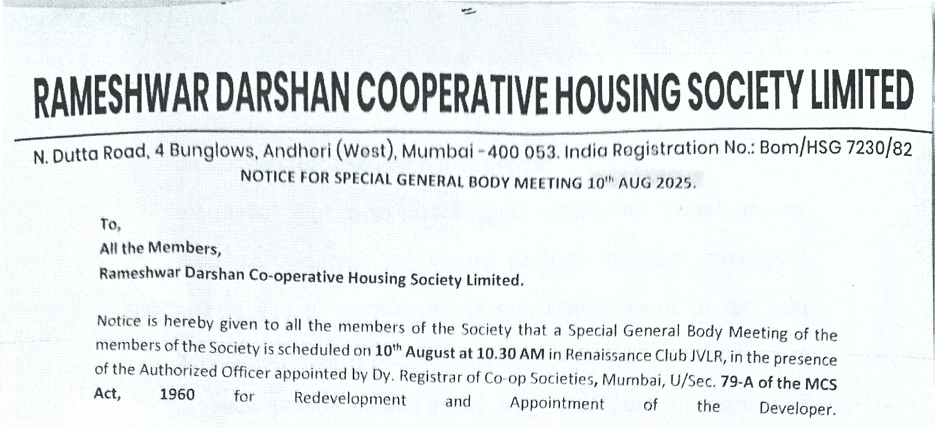 RAMESHWAR DARSHAN COOPERATIVE HOUSING SOCIETY LIMITED
N. Dutta Road, 4 Bunglows, Andheri (West), Mumbai - 400 053. India Registration No.: Bom/HSG 7230/82
NOTICE FOR SPECIAL GENERAL BODY MEETING 10th AUG 2025.
To,
All the Members,
Rameshwar Darshan Co-operative Housing Society Limited.
Notice is hereby given to all the members of the Society that a Special General Body Meeting of the
members of the Society is scheduled on 10th August at 10.30 AM in Renaissance Club JVLR, in the presence
of the Authorized Officer appointed by Dy. Registrar of Co-op Societies, Mumbai, U/Sec. 79-A of the MCS
Act, 1960 for Redevelopment and Appointment of the Developer.